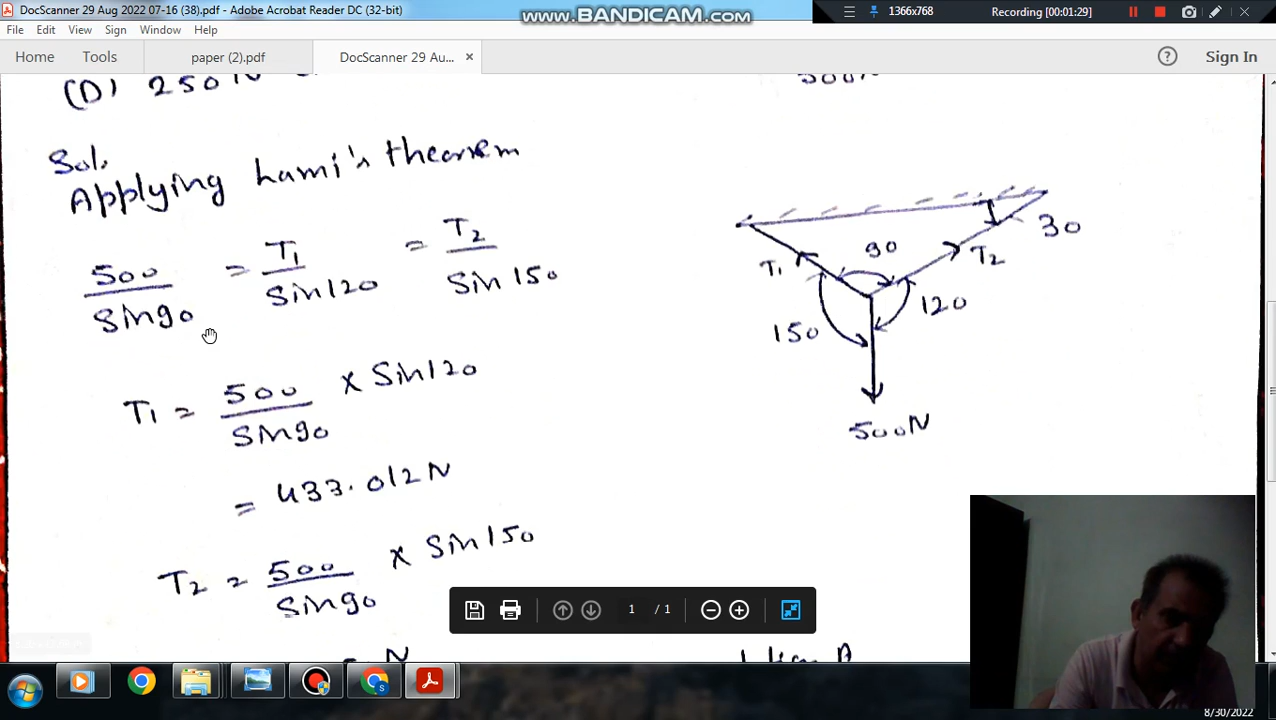 DocScanner 29 Aug 2022 07-16 (38).pdf - Adobe Acrobat Reader DC (32-bit)
www.BANDICAM.com
1366x768
Recording [00:01:29]
File Edit View Sign Window Help
Home Tools paper (2).pdf DocScanner 29 Au... × Sign In
(D) 250N
500N
Sol.
Applying Lami's theorem
500 / Sin90 = T1 / Sin120 = T2 / Sin150
T1 = 500 / Sin90 × Sin120
= 433.012 N
T2 = 500 / Sin90 × Sin150
N
30
90
T1
T2
120
150
500N
1 / 1
8/30/2022